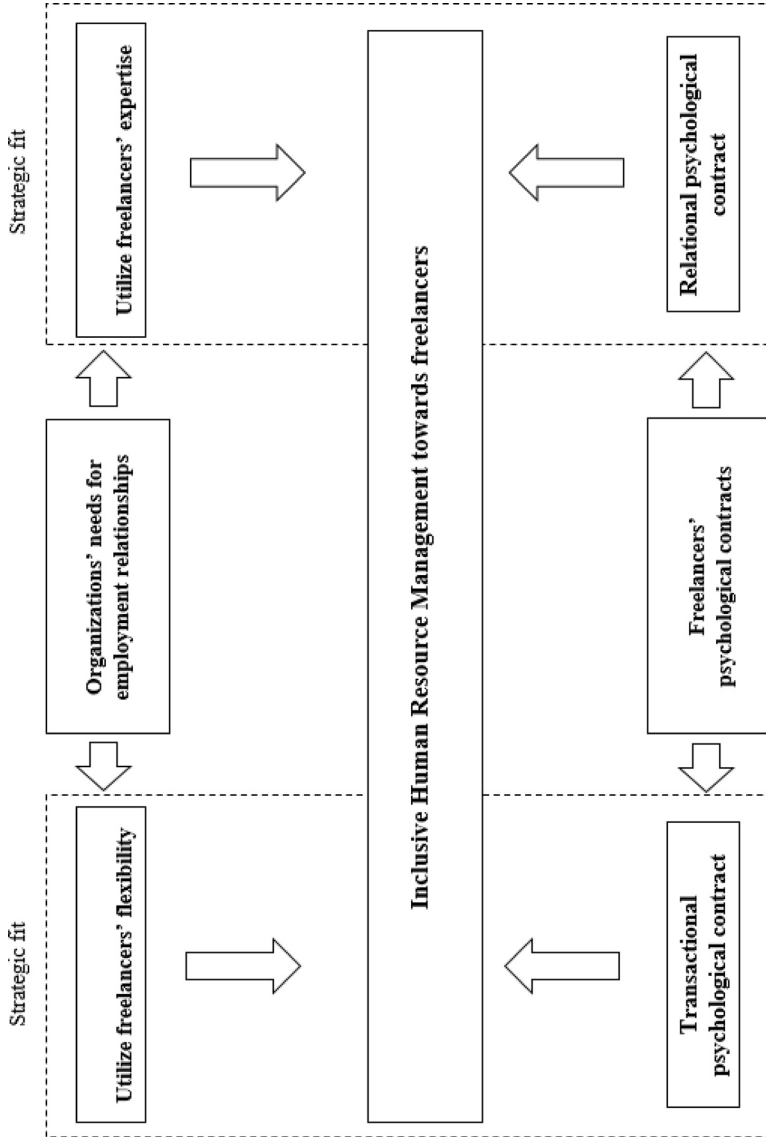 Strategic fit
Strategic fit
Utilize freelancers’ flexibility
Organizations’ needs for
employment relationships
Utilize freelancers’ expertise
Inclusive Human Resource Management towards freelancers
Transactional
psychological contract
Freelancers’
psychological contracts
Relational psychological
contract